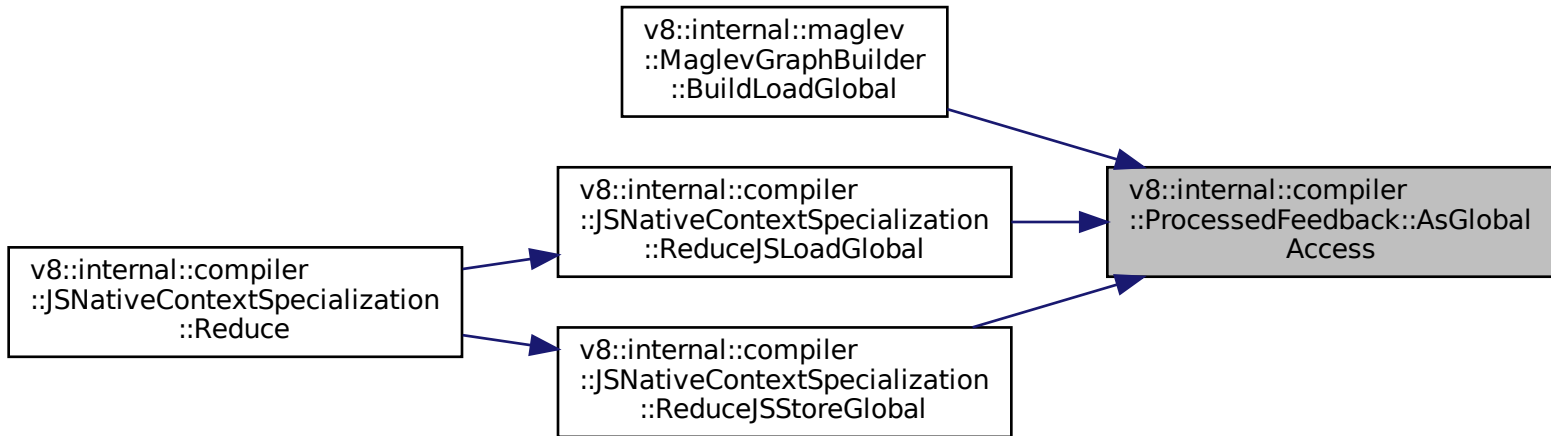 v8::internal::maglev
::MaglevGraphBuilder
::BuildLoadGlobal
v8::internal::compiler
::JSNativeContextSpecialization
::ReduceJSLoadGlobal
v8::internal::compiler
::ProcessedFeedback::AsGlobal
Access
v8::internal::compiler
::JSNativeContextSpecialization
::Reduce
v8::internal::compiler
::JSNativeContextSpecialization
::ReduceJSStoreGlobal